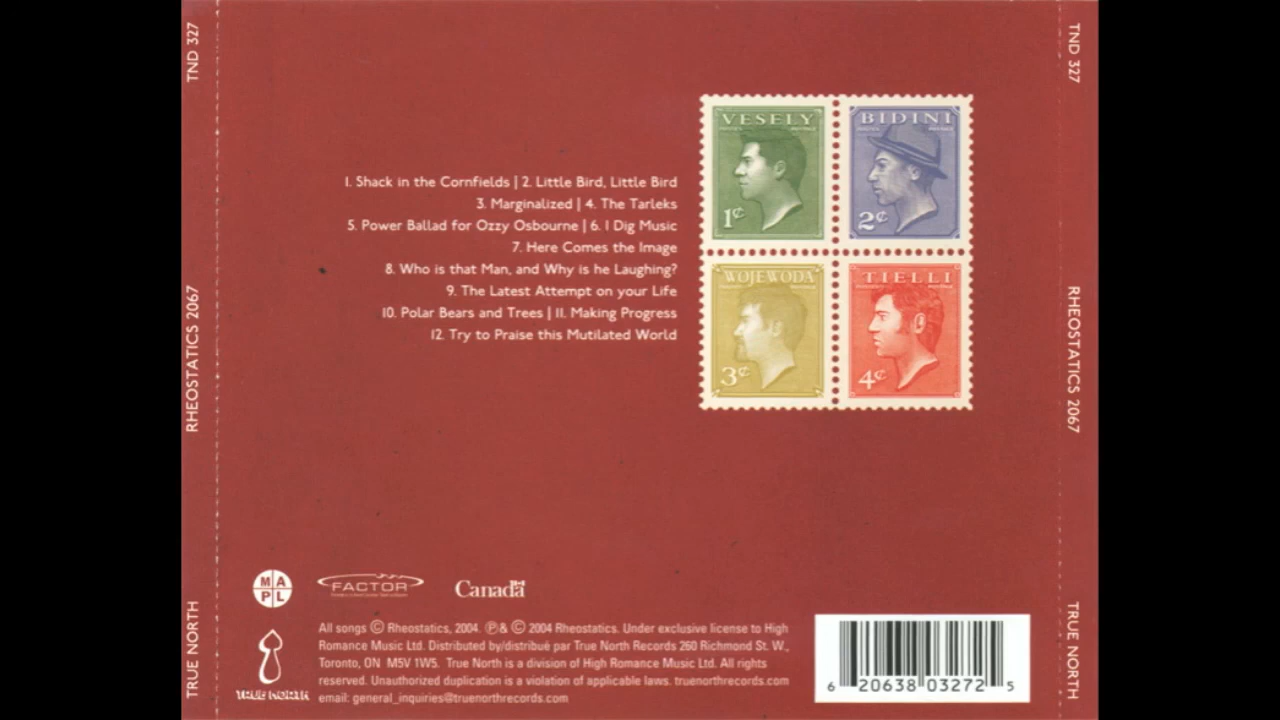 TND 327
RHEOSTATICS 2067
TRUE NORTH
1. Shack in the Cornfields | 2. Little Bird, Little Bird
3. Marginalized | 4. The Tarleks
5. Power Ballad for Ozzy Osbourne | 6. I Dig Music
7. Here Comes the Image
8. Who is that Man, and Why is he Laughing?
9. The Latest Attempt on your Life
10. Polar Bears and Trees | 11. Making Progress
12. Try to Praise this Mutilated World
VESELY
1¢
BIDINI
2¢
WOJEWODA
3¢
TIELLI
4¢
MAPL
FACTOR
Canada
TRUE NORTH
All songs © Rheostatics, 2004. ℗& © 2004 Rheostatics. Under exclusive license to High
Romance Music Ltd. Distributed by/distribué par True North Records 260 Richmond St. W.,
Toronto, ON M5V 1W5. True North is a division of High Romance Music Ltd. All rights
reserved. Unauthorized duplication is a violation of applicable laws. truenorthrecords.com
email: general_inquiries@truenorthrecords.com
6 20638 03272 5
TND 327
RHEOSTATICS 2067
TRUE NORTH